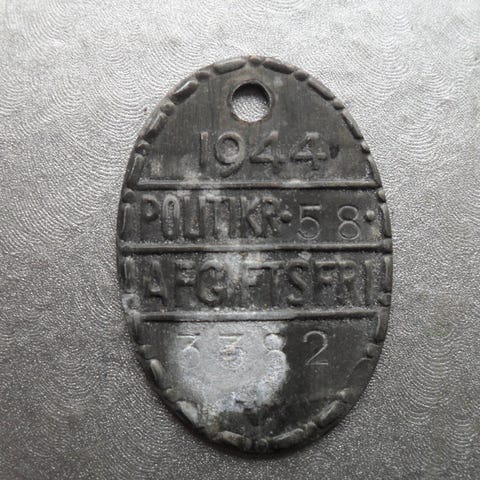 1944
POLITIKR·58·
AFGIFTSFRI
3382